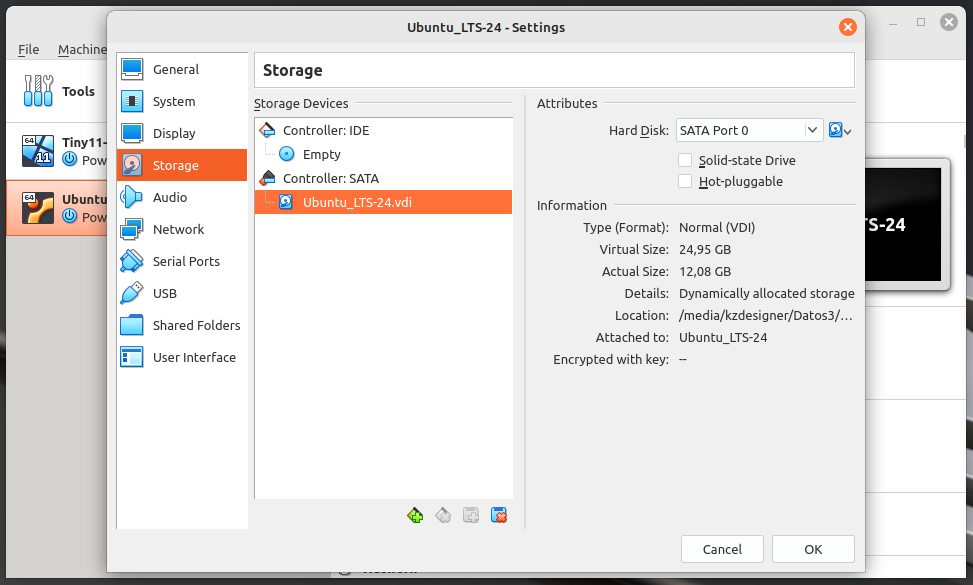 Ubuntu_LTS-24 - Settings
File Machine
Tools
64
11
Tiny11-
Pow
64
Ubuntu
Pow
General
System
Display
Storage
Audio
Network
Serial Ports
USB
Shared Folders
User Interface
Storage
Storage Devices
Controller: IDE
Empty
Controller: SATA
Ubuntu_LTS-24.vdi
Attributes
Hard Disk: SATA Port 0
Solid-state Drive
Hot-pluggable
Information
Type (Format): Normal (VDI)
Virtual Size: 24,95 GB
Actual Size: 12,08 GB
Details: Dynamically allocated storage
Location: /media/kzdesigner/Datos3/...
Attached to: Ubuntu_LTS-24
Encrypted with key: --
TS-24
Cancel
OK